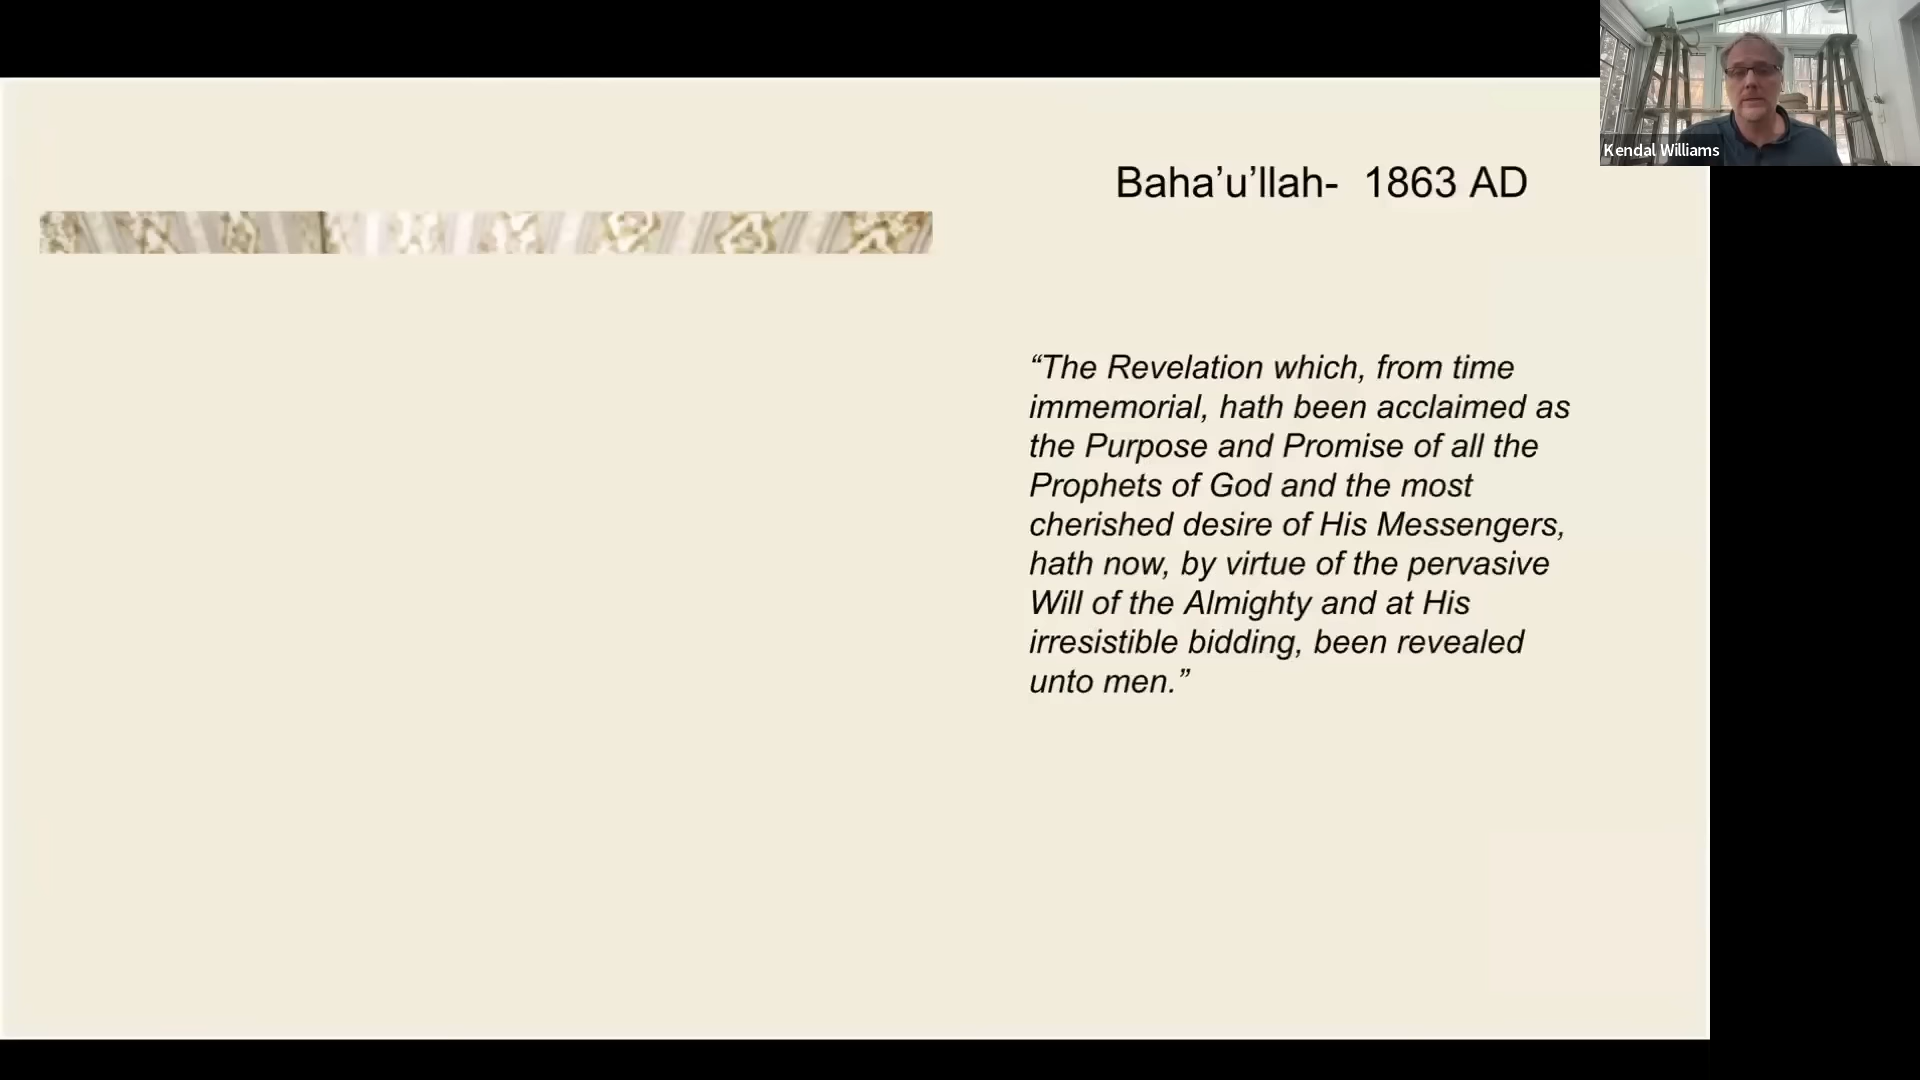 Kendal Williams
Baha’u’llah-  1863 AD
“The Revelation which, from time
immemorial, hath been acclaimed as
the Purpose and Promise of all the
Prophets of God and the most
cherished desire of His Messengers,
hath now, by virtue of the pervasive
Will of the Almighty and at His
irresistible bidding, been revealed
unto men.”